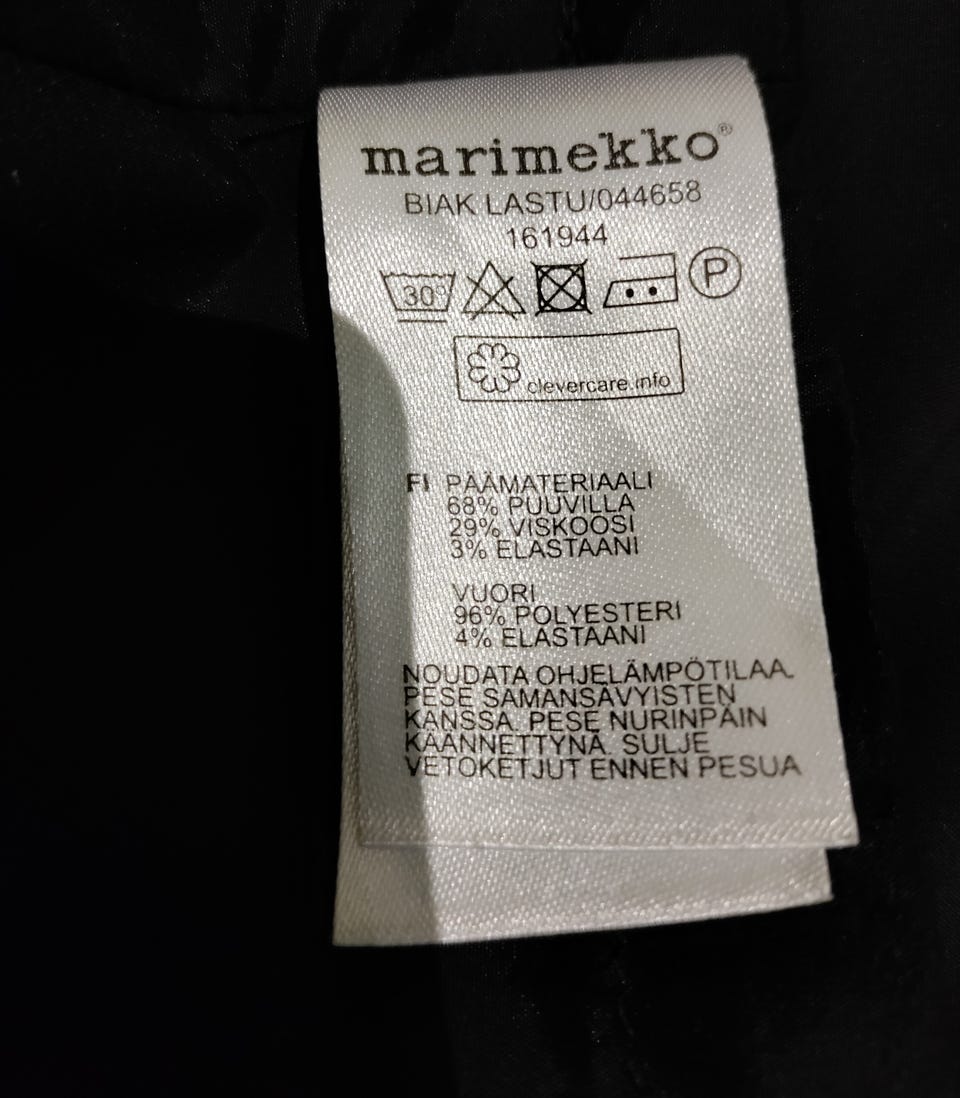 marimekko®
BIAK LASTU/044658
161944
30° P
clevercare.info
FI PÄÄMATERIAALI
68% PUUVILLA
29% VISKOOSI
3% ELASTAANI
VUORI
96% POLYESTERI
4% ELASTAANI
NOUDATA OHJELÄMPÖTILAA.
PESE SAMANSÄVYISTEN
KANSSA. PESE NURINPÄIN
KÄÄNNETTYNÄ. SULJE
VETOKETJUT ENNEN PESUA